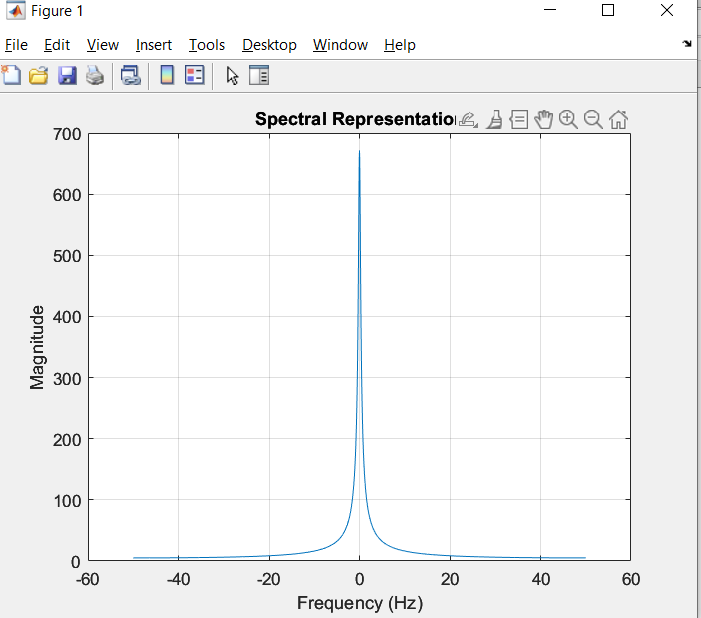 Figure 1
File Edit View Insert Tools Desktop Window Help
Spectral Representatio
700
600
500
400
300
200
100
0
Magnitude
-60 -40 -20 0 20 40 60
Frequency (Hz)